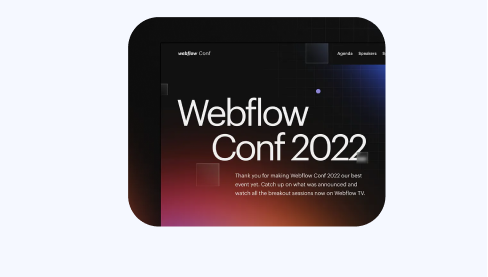 webflow Conf
Agenda Speakers
Webflow
Conf 2022
Thank you for making Webflow Conf 2022 our best
event yet. Catch up on what was announced and
watch all the breakout sessions now on Webflow TV.